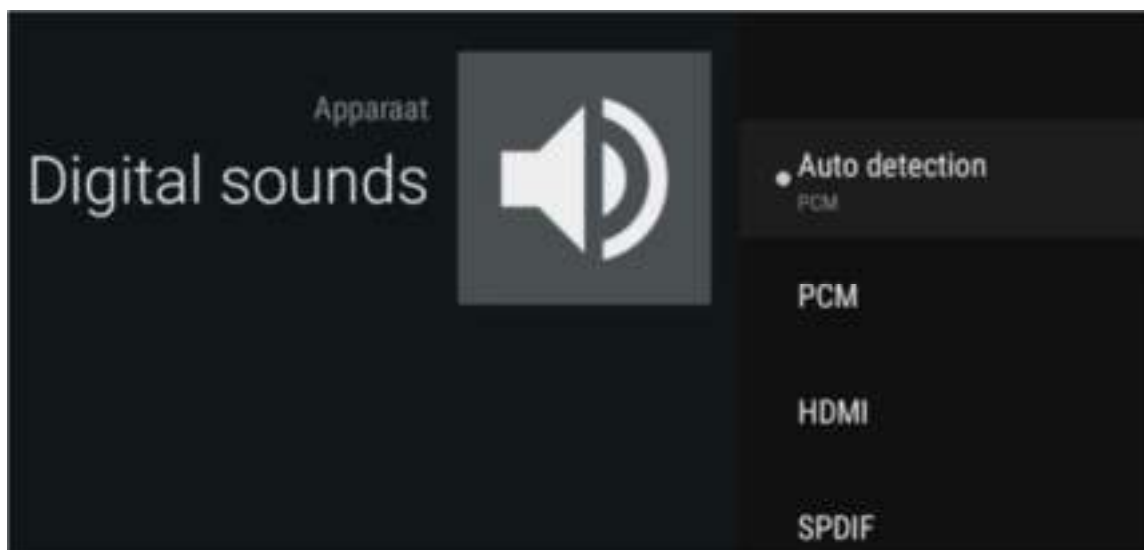 Apparaat
Digital sounds
Auto detection
PCM
PCM
HDMI
SPDIF